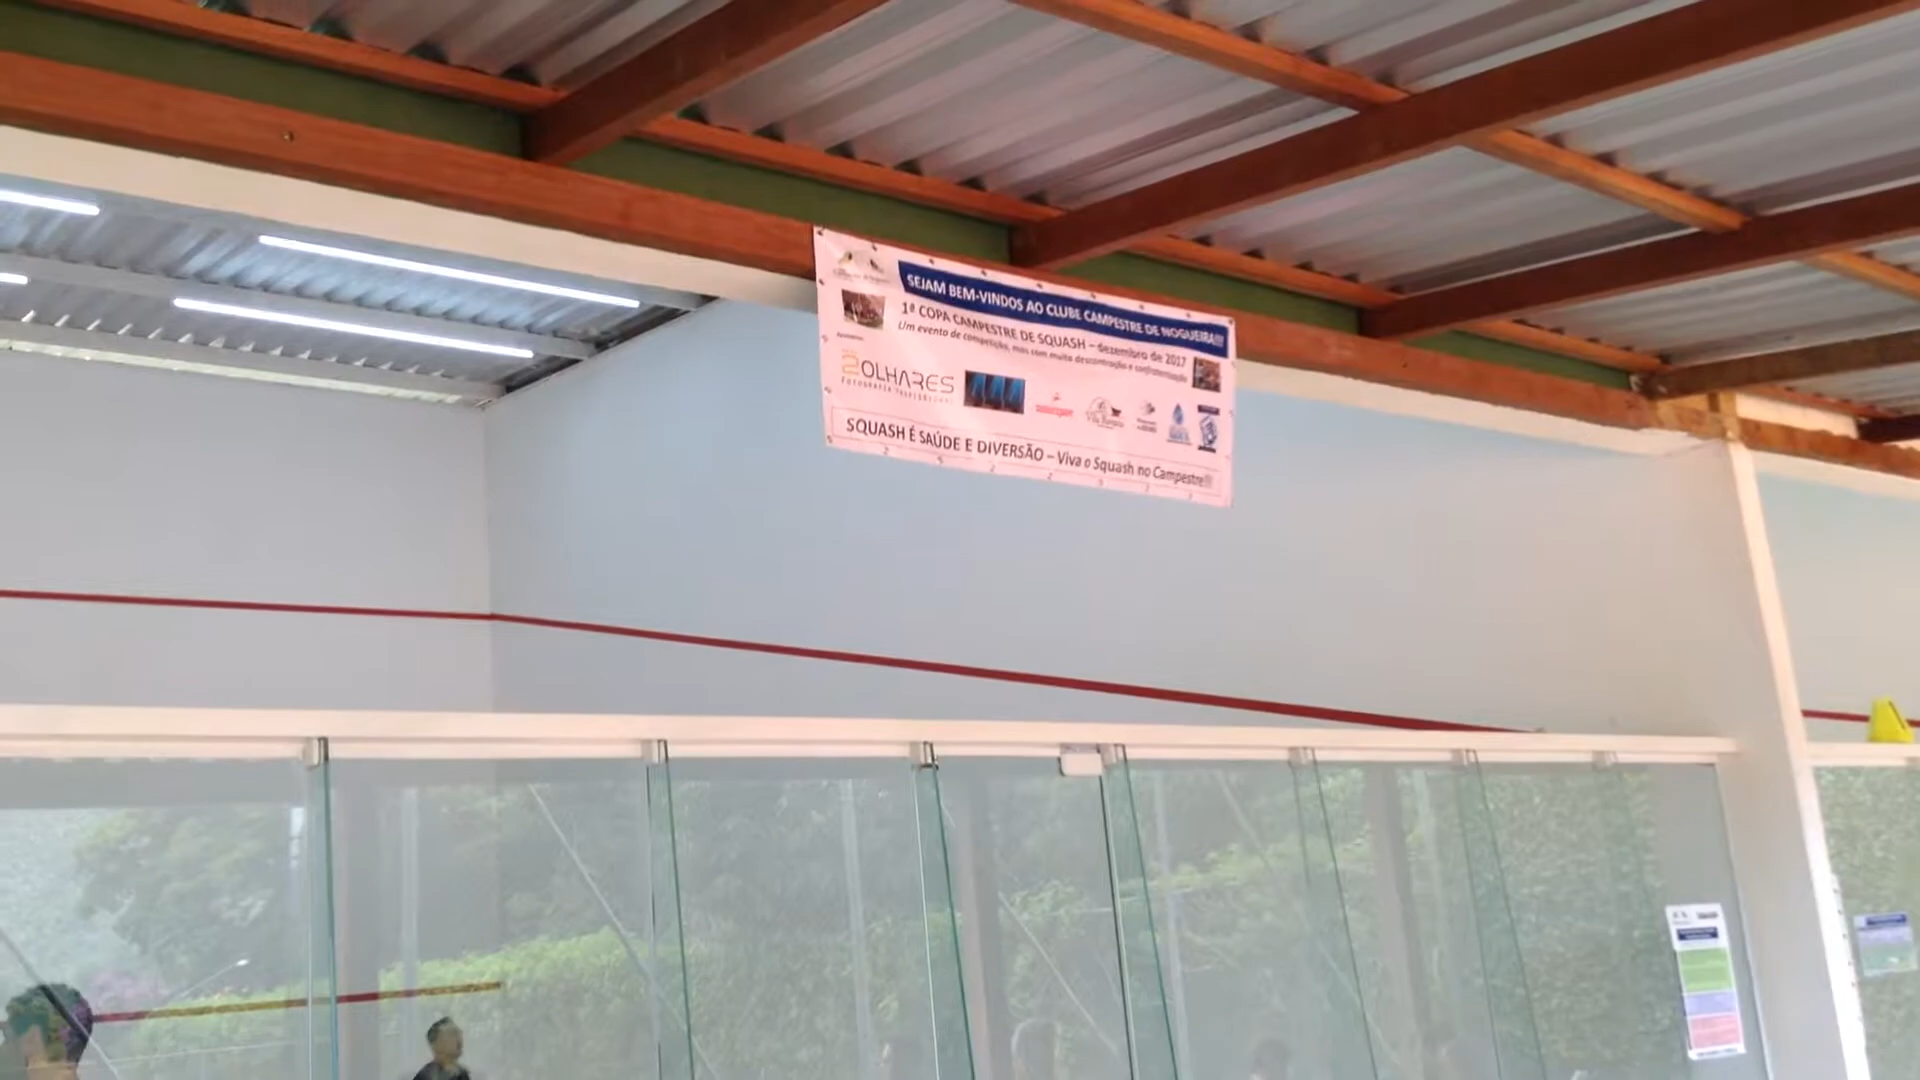 SEJAM BEM-VINDOS AO CLUBE CAMPESTRE DE NOGUEIRA!!!
1ª COPA CAMPESTRE DE SQUASH – dezembro de 2017
Um evento de competição, mas com muita descontração e confraternização
2OLHARES
FOTOGRAFIA
SQUASH É SAÚDE E DIVERSÃO – Viva o Squash no Campestre!!!